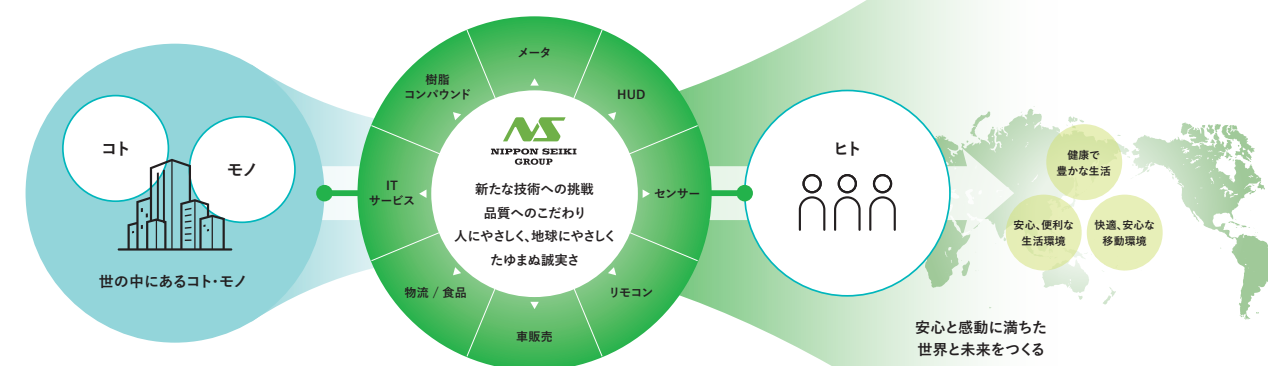 コト
モノ
世の中にあるコト・モノ
メータ
HUD
センサー
リモコン
車販売
物流 / 食品
IT
サービス
樹脂
コンパウンド
NS
NIPPON SEIKI
GROUP
新たな技術への挑戦
品質へのこだわり
人にやさしく、地球にやさしく
たゆまぬ誠実さ
ヒト
健康で
豊かな生活
安心、便利な
生活環境
快適、安心な
移動環境
安心と感動に満ちた
世界と未来をつくる